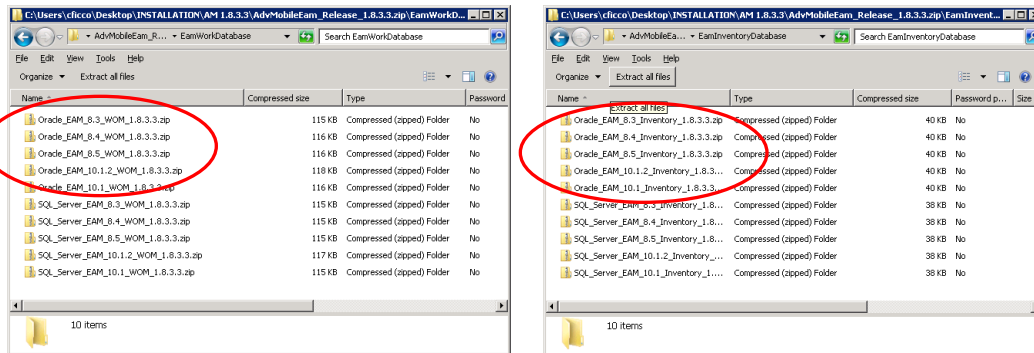 C:\Users\cficco\Desktop\INSTALLATION\AM 1.8.3.3\AdvMobileEam_Release_1.8.3.3.zip\EamWorkD...
AdvMobileEam_R... EamWorkDatabase Search EamWorkDatabase
File Edit View Tools Help
Organize Extract all files
Name Compressed size Type Password
Oracle_EAM_8.3_WOM_1.8.3.3.zip 115 KB Compressed (zipped) Folder No
Oracle_EAM_8.4_WOM_1.8.3.3.zip 116 KB Compressed (zipped) Folder No
Oracle_EAM_8.5_WOM_1.8.3.3.zip 116 KB Compressed (zipped) Folder No
Oracle_EAM_10.1.2_WOM_1.8.3.3.zip 118 KB Compressed (zipped) Folder No
Oracle_EAM_10.1_WOM_1.8.3.3.zip 116 KB Compressed (zipped) Folder No
SQL_Server_EAM_8.3_WOM_1.8.3.3.zip 115 KB Compressed (zipped) Folder No
SQL_Server_EAM_8.4_WOM_1.8.3.3.zip 115 KB Compressed (zipped) Folder No
SQL_Server_EAM_8.5_WOM_1.8.3.3.zip 115 KB Compressed (zipped) Folder No
SQL_Server_EAM_10.1.2_WOM_1.8.3.3.zip 117 KB Compressed (zipped) Folder No
SQL_Server_EAM_10.1_WOM_1.8.3.3.zip 115 KB Compressed (zipped) Folder No
10 items
C:\Users\cficco\Desktop\INSTALLATION\AM 1.8.3.3\AdvMobileEam_Release_1.8.3.3.zip\EamInvent...
AdvMobileEa... EamInventoryDatabase Search EamInventoryDatabase
File Edit View Tools Help
Organize Extract all files
Name Type Compressed size Password p... Size
Extract all files
Oracle_EAM_8.3_Inventory_1.8.3.3.zip Compressed (zipped) Folder 40 KB No
Oracle_EAM_8.4_Inventory_1.8.3.3.zip Compressed (zipped) Folder 40 KB No
Oracle_EAM_8.5_Inventory_1.8.3.3.zip Compressed (zipped) Folder 40 KB No
Oracle_EAM_10.1.2_Inventory_1.8.3... Compressed (zipped) Folder 40 KB No
Oracle_EAM_10.1_Inventory_1.8.3.3... Compressed (zipped) Folder 40 KB No
SQL_Server_EAM_8.3_Inventory_1.8... Compressed (zipped) Folder 38 KB No
SQL_Server_EAM_8.4_Inventory_1.8... Compressed (zipped) Folder 38 KB No
SQL_Server_EAM_8.5_Inventory_1.8... Compressed (zipped) Folder 38 KB No
SQL_Server_EAM_10.1.2_Inventory_... Compressed (zipped) Folder 38 KB No
SQL_Server_EAM_10.1_Inventory_1.... Compressed (zipped) Folder 38 KB No
10 items